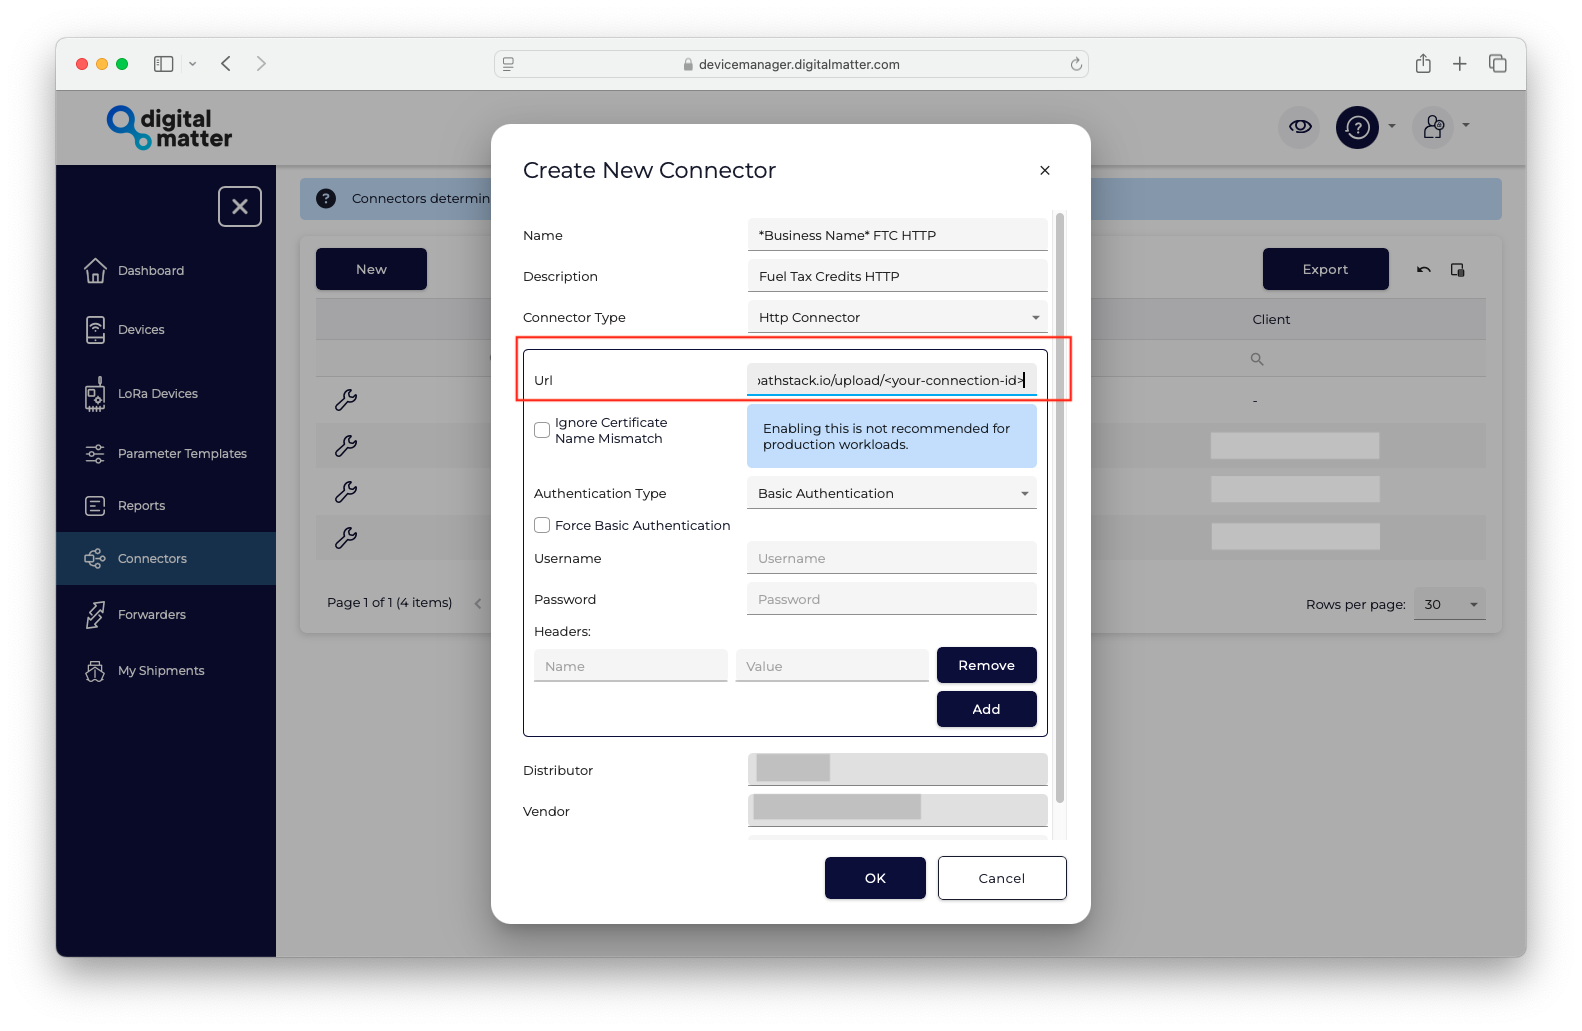 devicemanager.digitalmatter.com
digital
matter
Connectors determin
Dashboard
Devices
LoRa Devices
Parameter Templates
Reports
Connectors
Forwarders
My Shipments
New
Export
Client
-
Page 1 of 1 (4 items)
Rows per page: 30
Create New Connector
Name *Business Name* FTC HTTP
Description Fuel Tax Credits HTTP
Connector Type Http Connector
Url pathstack.io/upload/<your-connection-id>
Ignore Certificate
Name Mismatch
Enabling this is not recommended for
production workloads.
Authentication Type Basic Authentication
Force Basic Authentication
Username Username
Password Password
Headers:
Name Value Remove
Add
Distributor
Vendor
OK Cancel